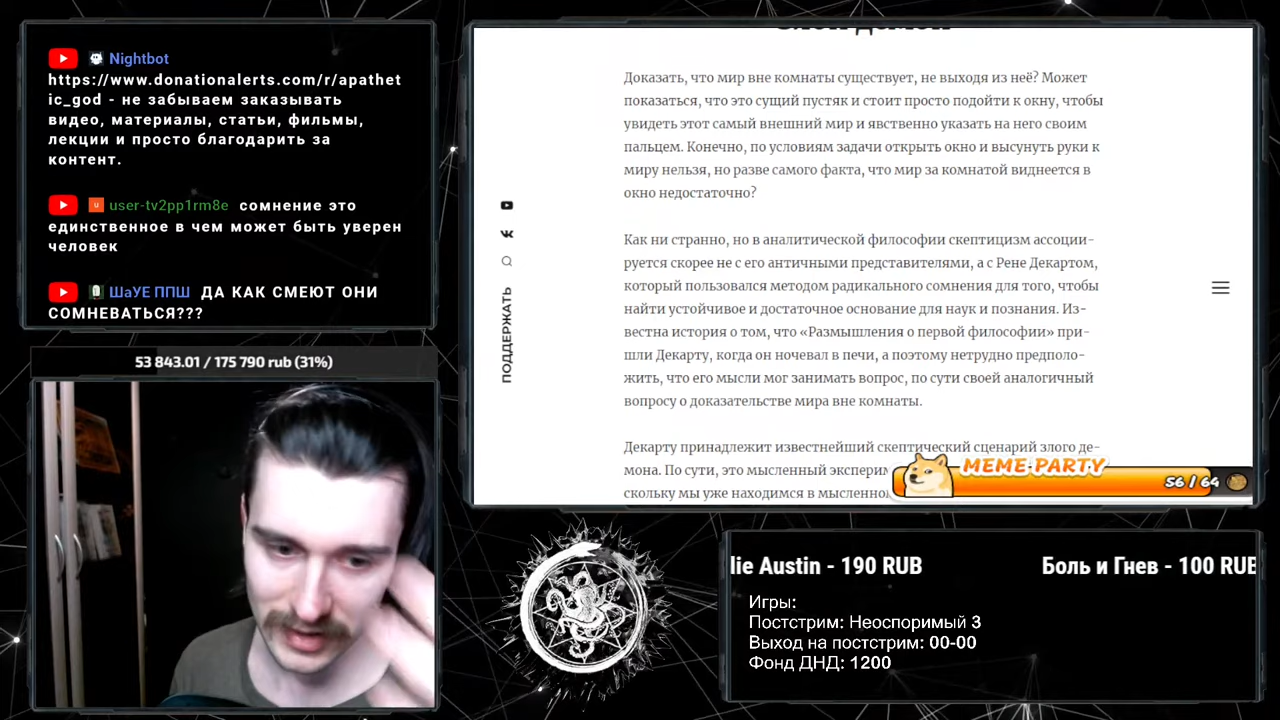 Nightbot
https://www.donationalerts.com/r/apathet
ic_god - не забываем заказывать
видео, материалы, статьи, фильмы,
лекции и просто благодарить за
контент.
user-tv2pp1rm8e сомнение это
единственное в чем может быть уверен
человек
ШаУЕ ППШ ДА КАК СМЕЮТ ОНИ
СОМНЕВАТЬСЯ???
53 843.01 / 175 790 rub (31%)
Злой демон
Доказать, что мир вне комнаты существует, не выходя из неё? Может
показаться, что это сущий пустяк и стоит просто подойти к окну, чтобы
увидеть этот самый внешний мир и явственно указать на него своим
пальцем. Конечно, по условиям задачи открыть окно и высунуть руки к
миру нельзя, но разве самого факта, что мир за комнатой виднеется в
окно недостаточно?
Как ни странно, но в аналитической философии скептицизм ассоции-
руется скорее не с его античными представителями, а с Рене Декартом,
который пользовался методом радикального сомнения для того, чтобы
найти устойчивое и достаточное основание для наук и познания. Из-
вестна история о том, что «Размышления о первой философии» при-
шли Декарту, когда он ночевал в печи, а поэтому нетрудно предполо-
жить, что его мысли мог занимать вопрос, по сути своей аналогичный
вопросу о доказательстве мира вне комнаты.
Декарту принадлежит известнейший скептический сценарий злого де-
мона. По сути, это мысленный экспери
скольку мы уже находимся в мысленно
ПОДДЕРЖАТЬ
MEME PARTY
56 / 64
lie Austin - 190 RUB
Боль и Гнев - 100 RUB
Игры:
Постстрим: Неоспоримый 3
Выход на постстрим: 00-00
Фонд ДНД: 1200